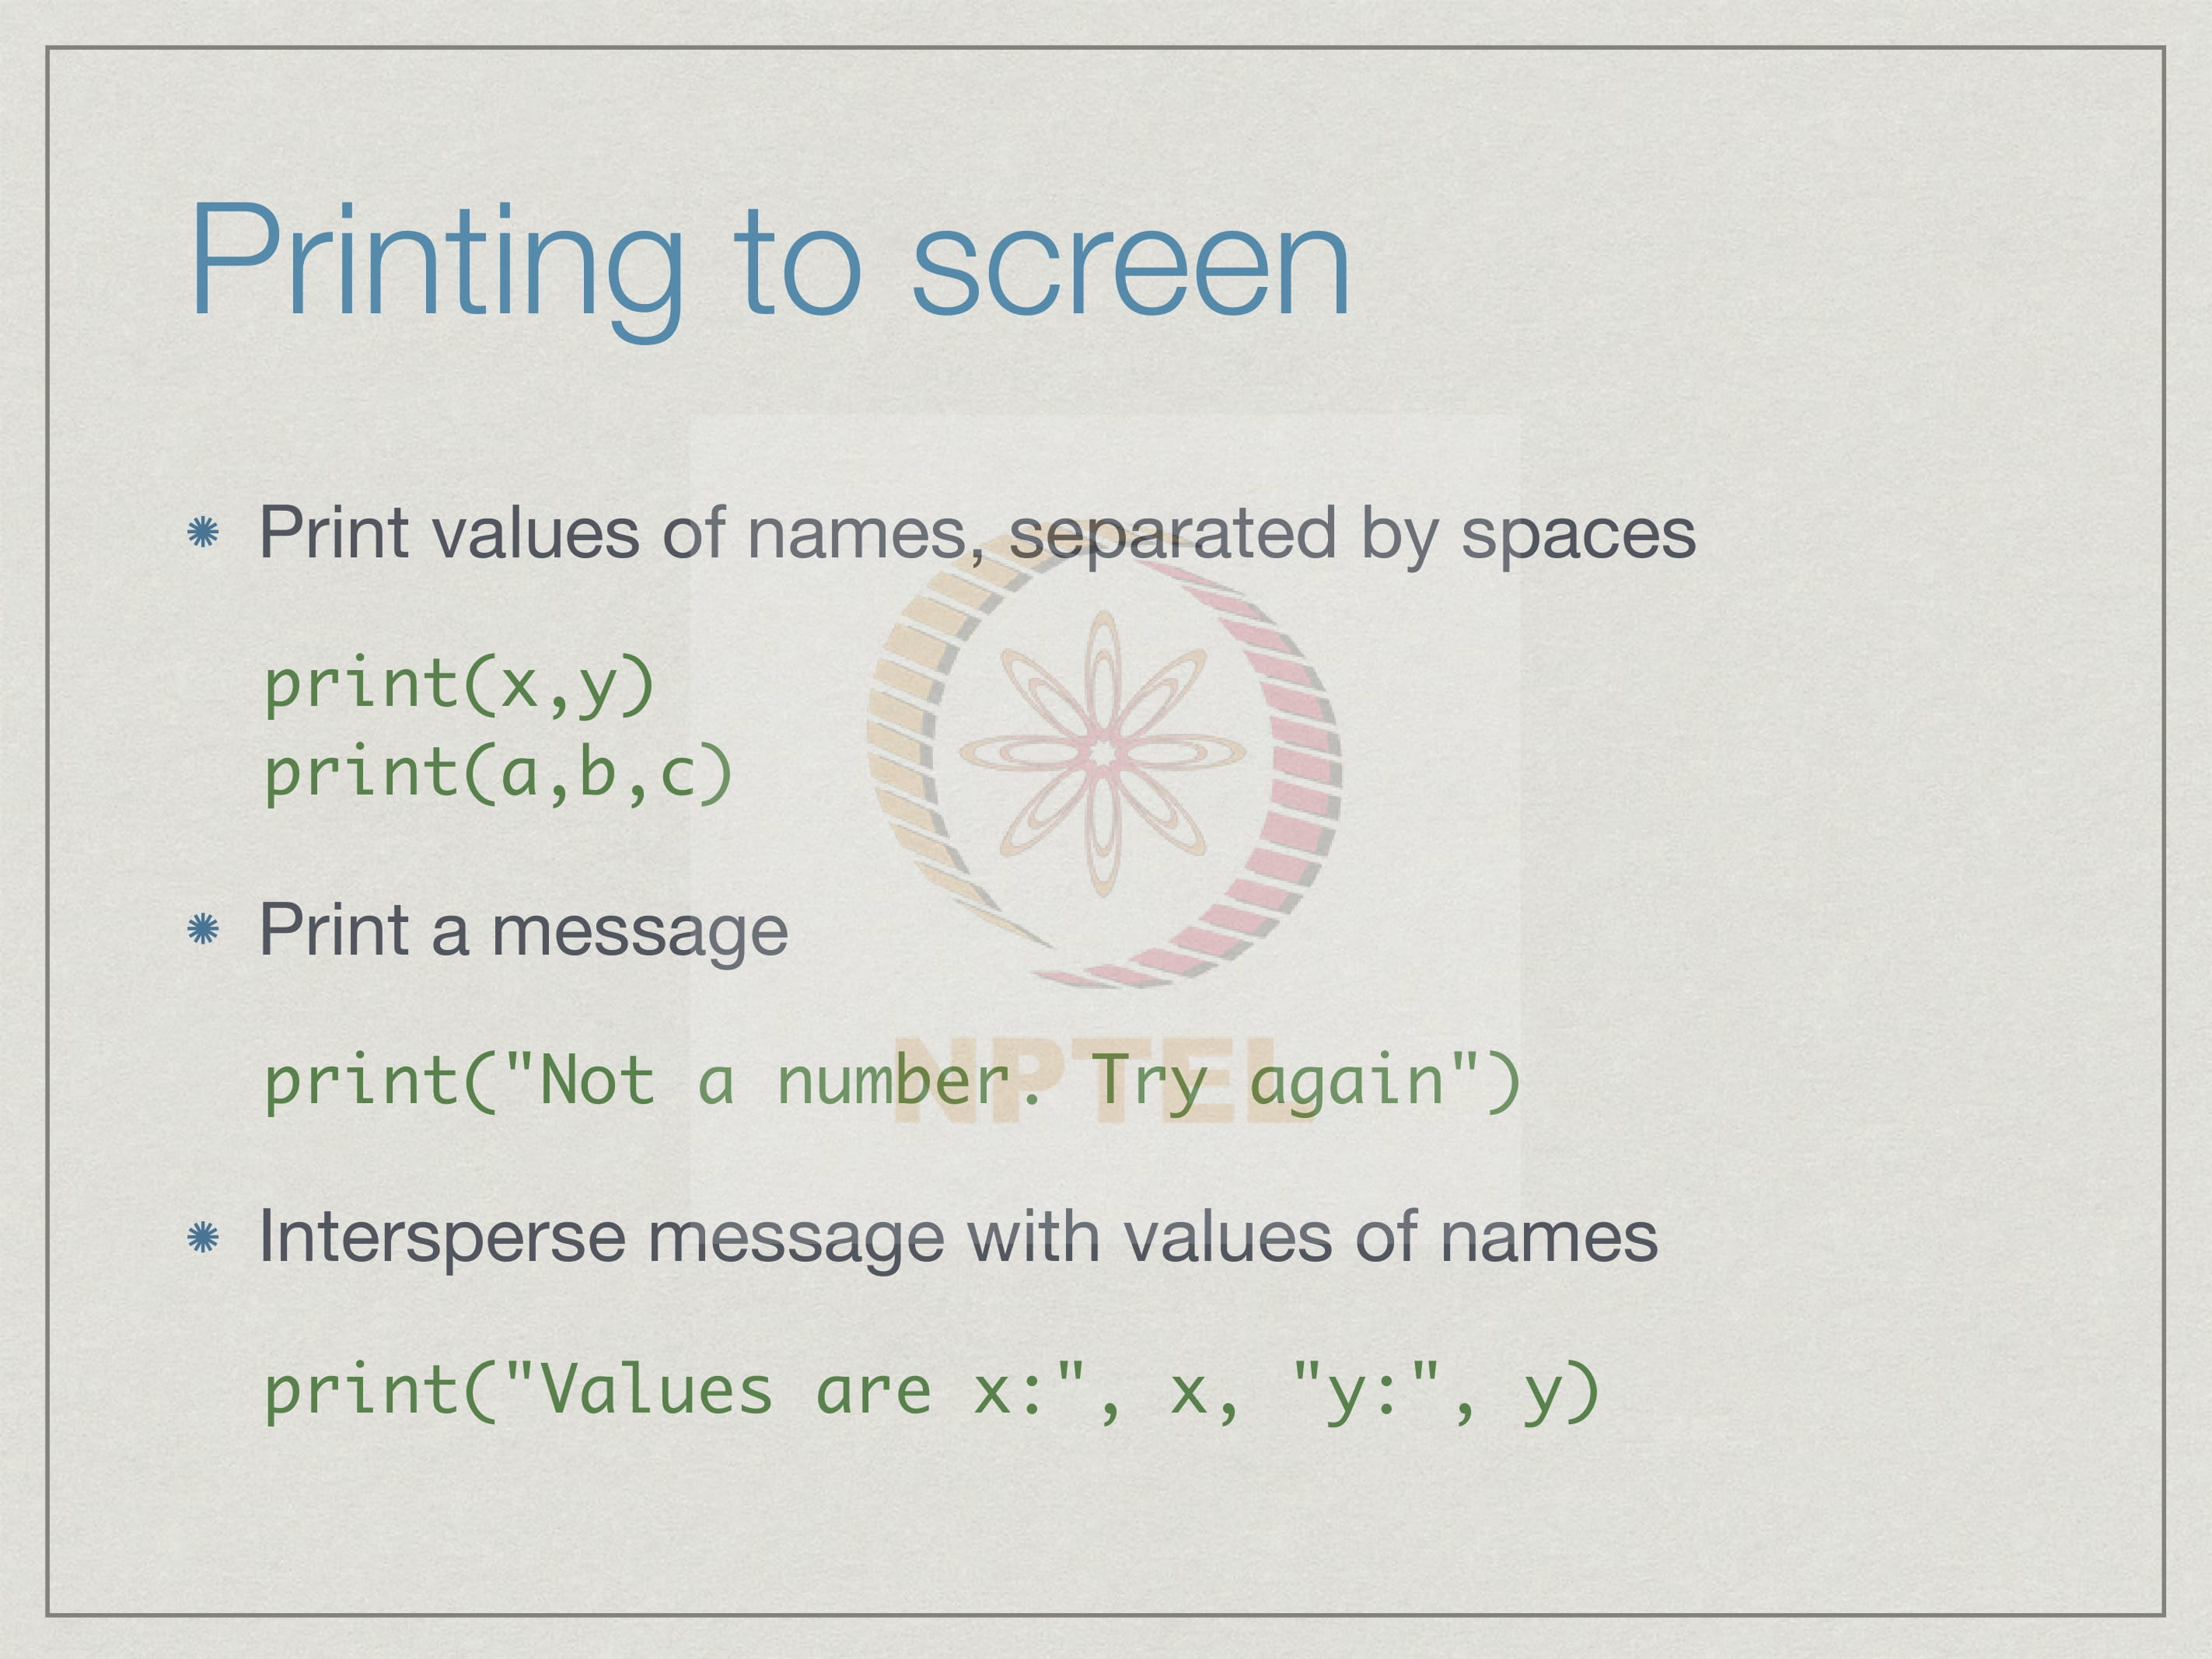 Printing to screen
Print values of names, separated by spaces
print(x,y)
print(a,b,c)
Print a message
print("Not a number. Try again")
NPTEL
Intersperse message with values of names
print("Values are x:", x, "y:", y)